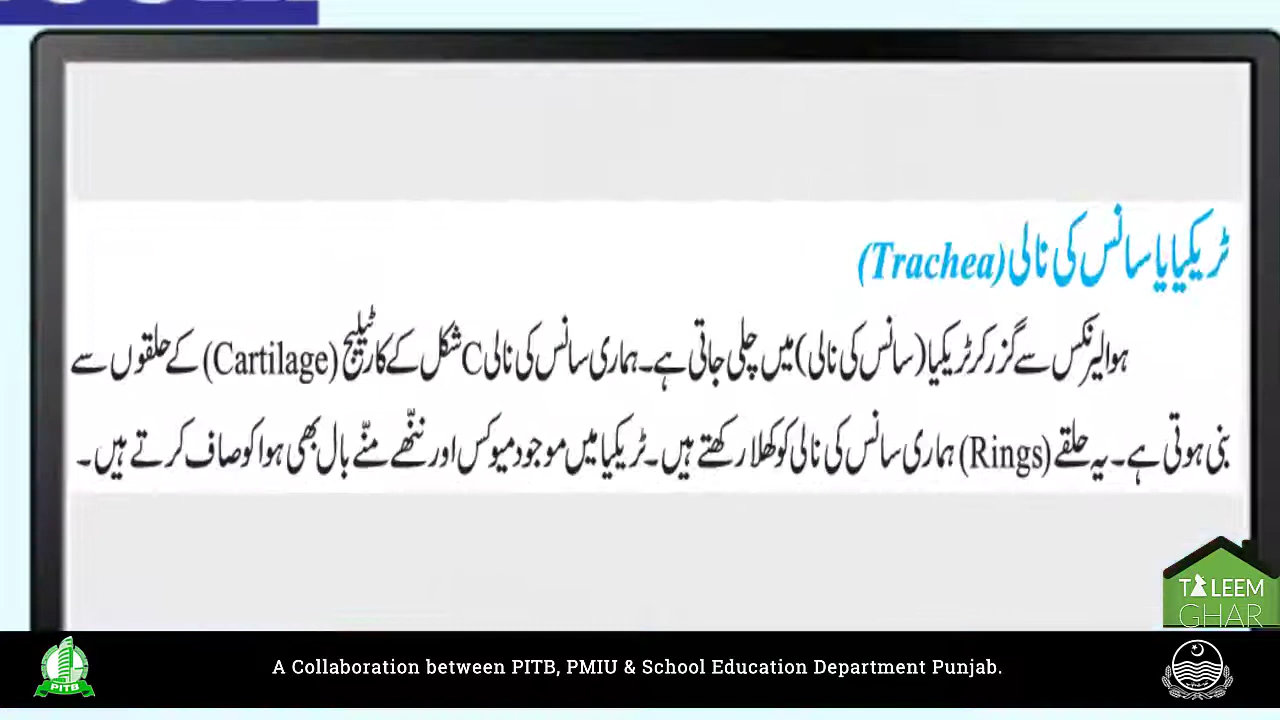 ٹریکیا یا سانس کی نالی (Trachea)
ہوا لیرنکس سے گزر کر ٹریکیا (سانس کی نالی) میں چلی جاتی ہے۔ ہماری سانس کی نالی C شکل کے کارٹیلیج (Cartilage) کے حلقوں سے
بنی ہوتی ہے۔ یہ حلقے (Rings) ہماری سانس کی نالی کو کھلا رکھتے ہیں۔ ٹریکیا میں موجود میوکس اور ننّھے منّے بال بھی ہوا کو صاف کرتے ہیں۔
TALEEM
GHAR
PITB
A Collaboration between PITB, PMIU & School Education Department Punjab.